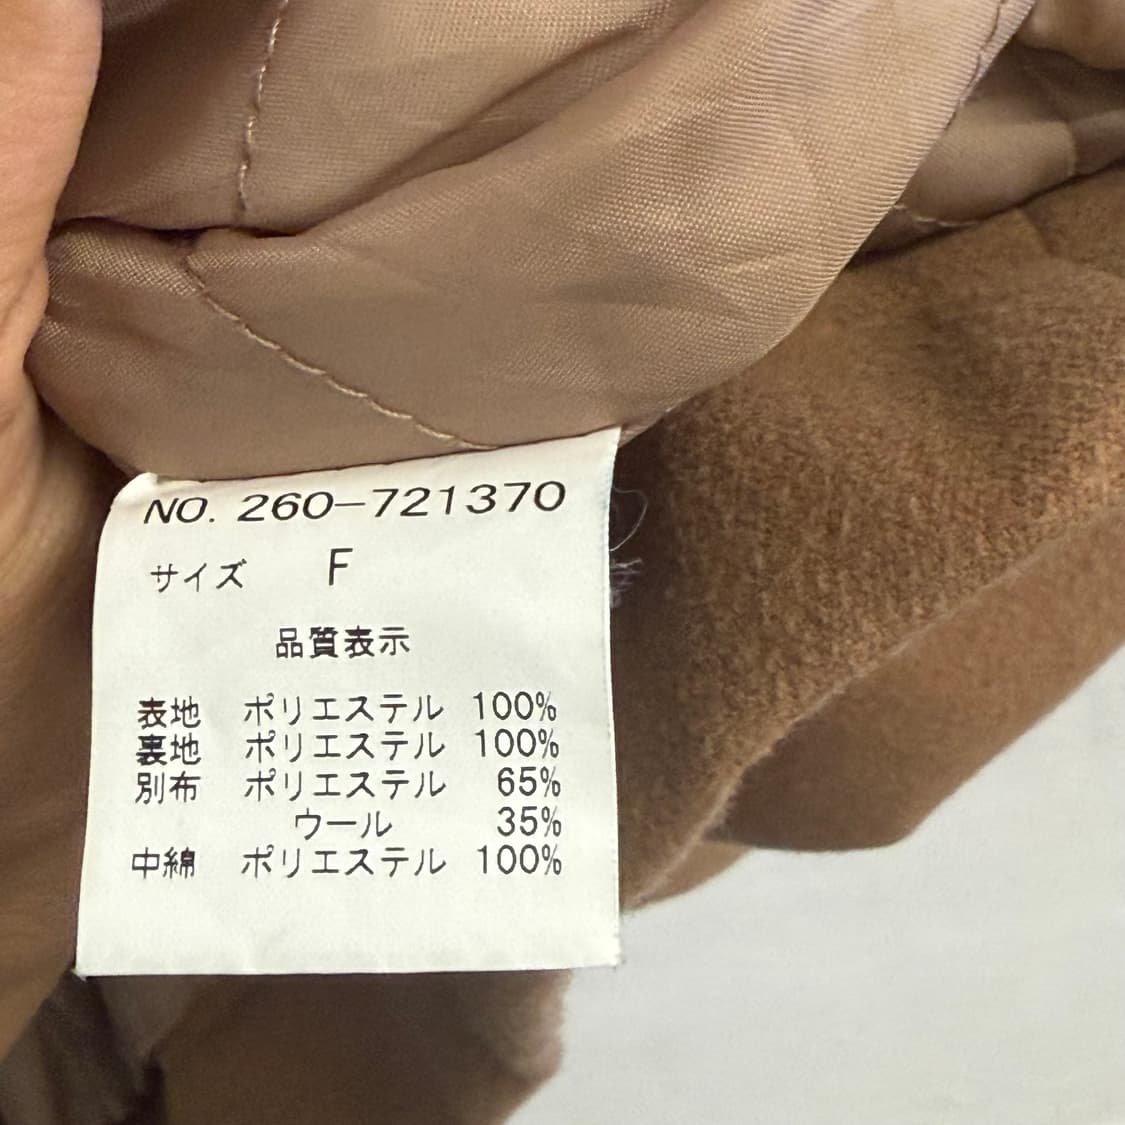 NO. 260-721370
サイズ F
品質表示
表地 ポリエステル 100%
裏地 ポリエステル 100%
別布 ポリエステル 65%
ウール 35%
中綿 ポリエステル 100%